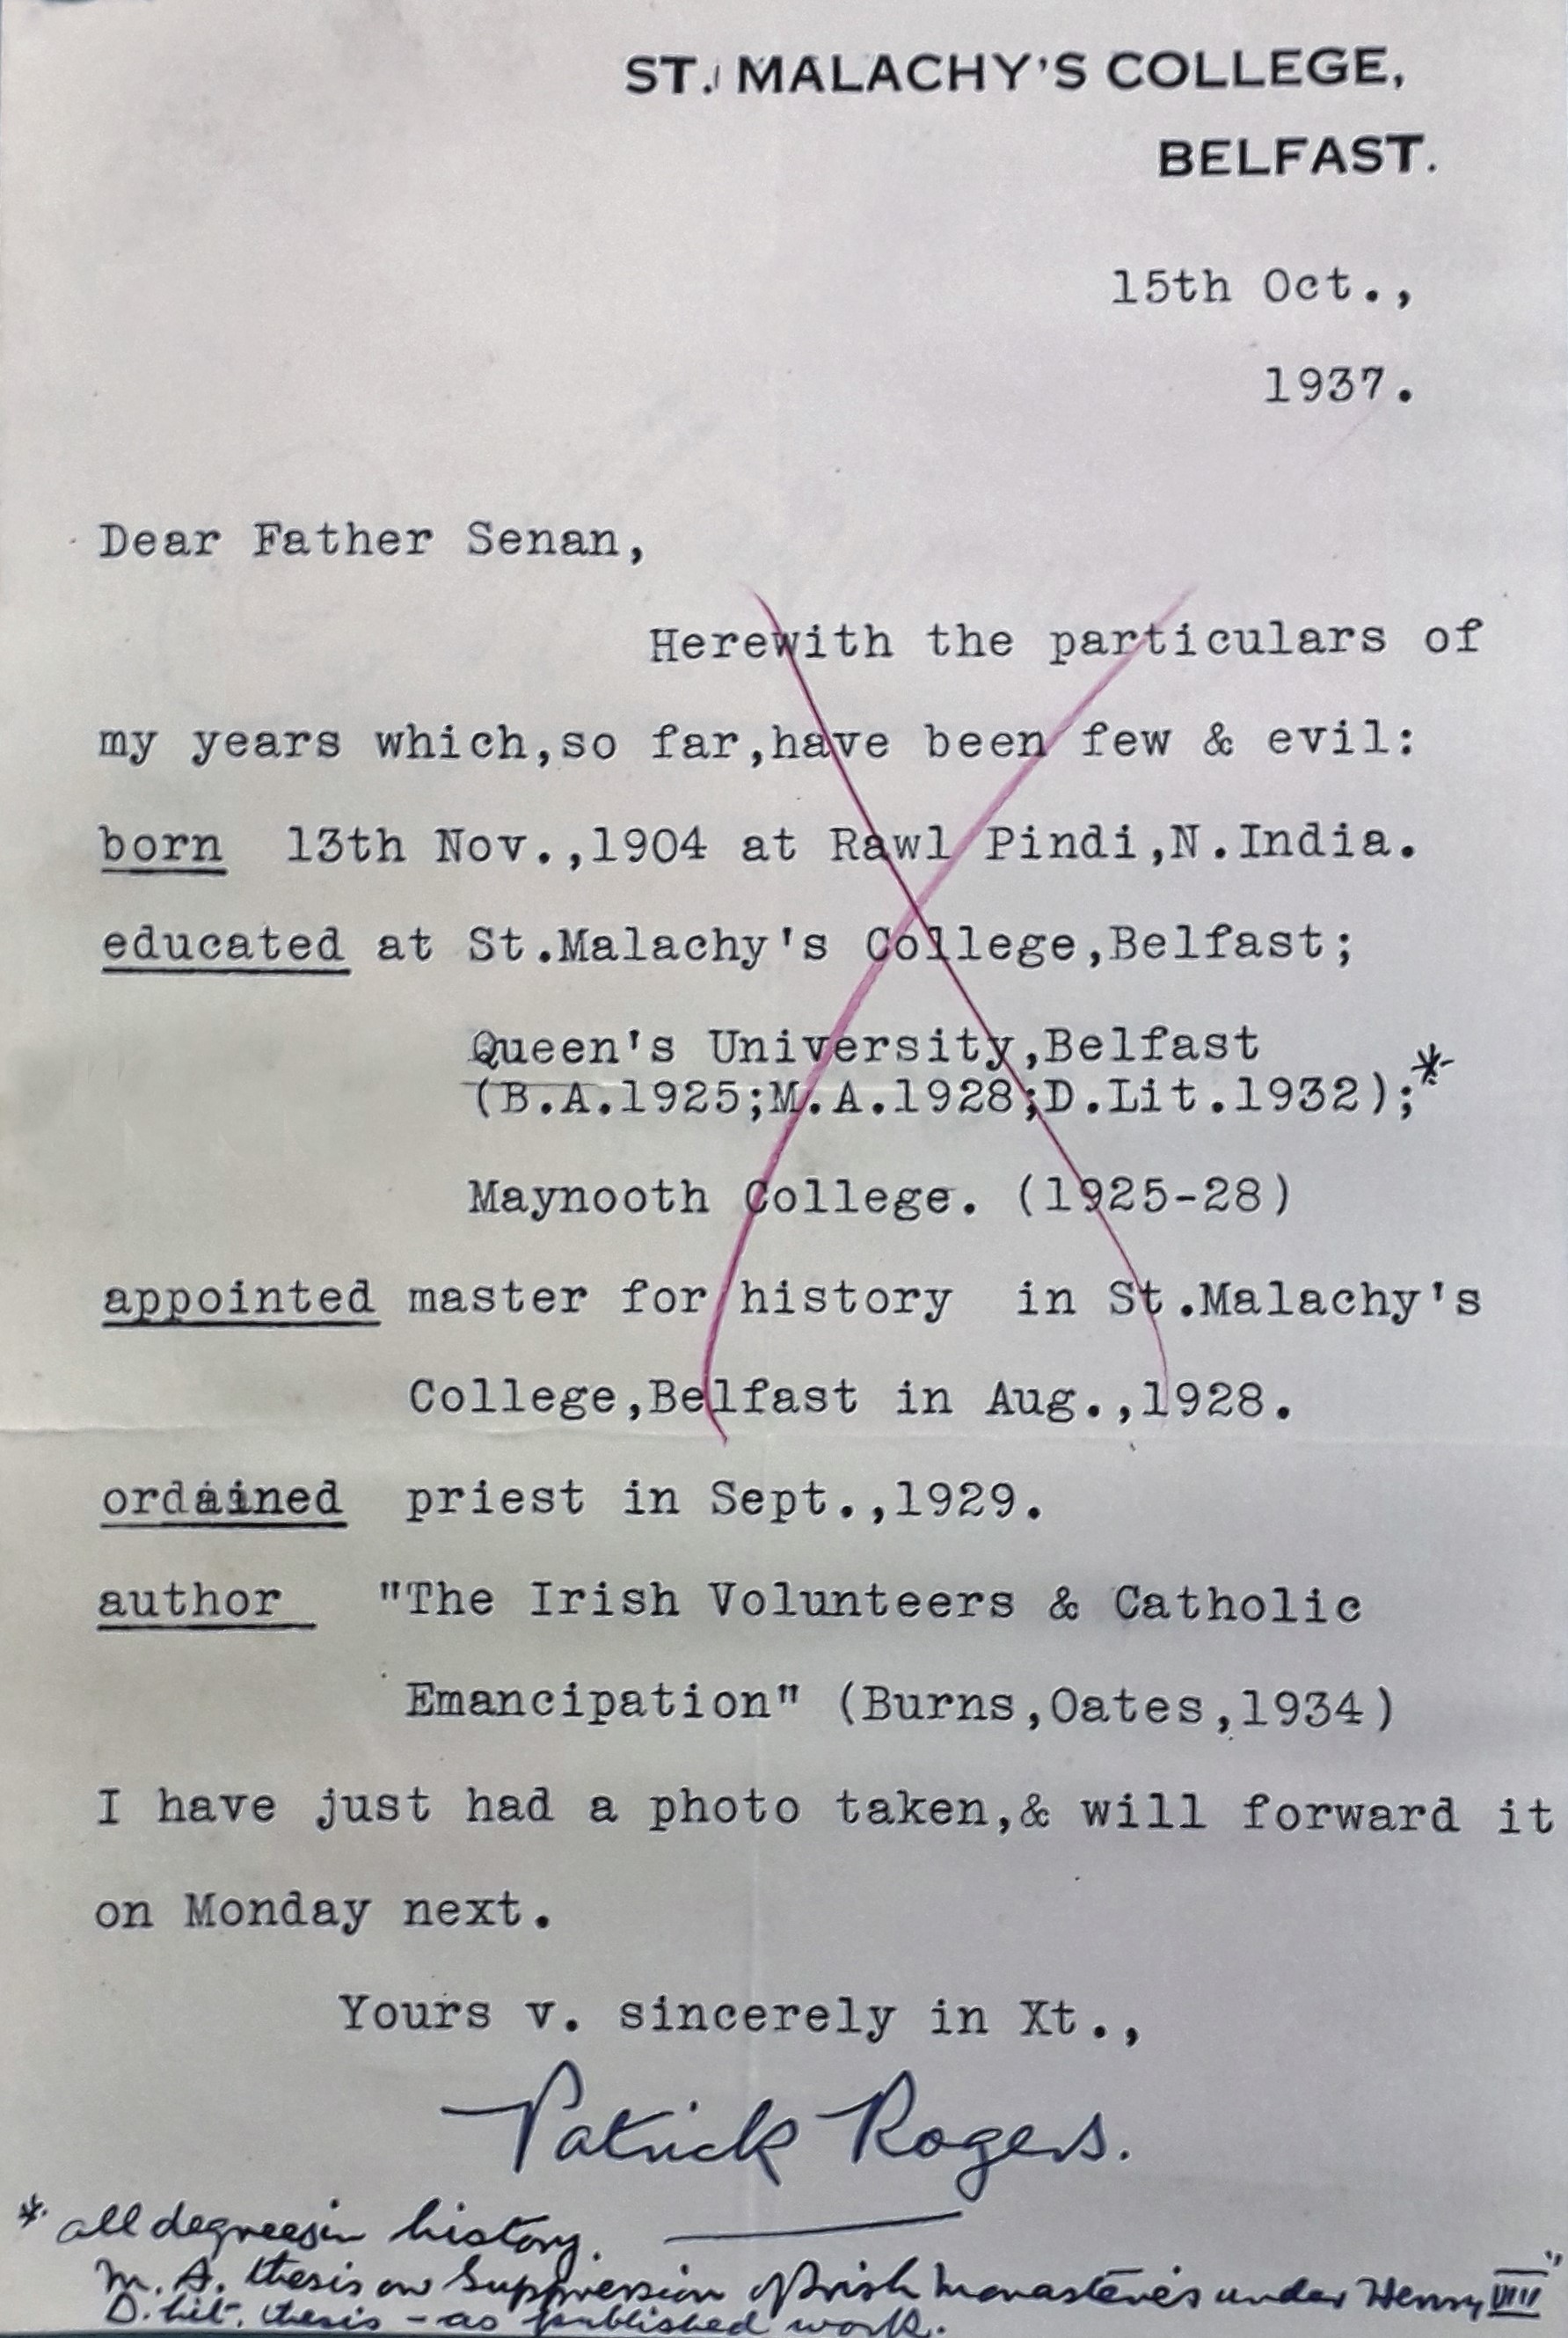 ST. MALACHY'S COLLEGE,
BELFAST.
15th Oct.,
1937.
Dear Father Senan,
Herewith the particulars of
my years which,so far,have been few & evil:
born 13th Nov.,1904 at Rawl Pindi,N.India.
educated at St.Malachy's College,Belfast;
Queen's University,Belfast
(B.A.1925;M.A.1928;D.Lit.1932);*
Maynooth College. (1925-28)
appointed master for history in St.Malachy's
College,Belfast in Aug.,1928.
ordained priest in Sept.,1929.
author "The Irish Volunteers & Catholic
Emancipation" (Burns,Oates,1934)
I have just had a photo taken,& will forward it
on Monday next.
Yours v. sincerely in Xt.,
Patrick Rogers.
* all degrees in history.
M.A. thesis on Suppression of Irish Monasteries under Henry VIII"
D.Lit. thesis - as published work.